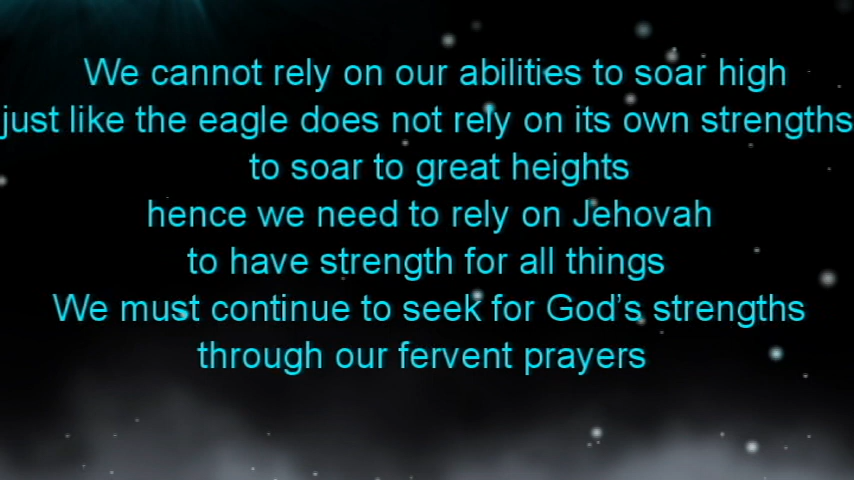 We cannot rely on our abilities to soar high
just like the eagle does not rely on its own strengths
to soar to great heights
hence we need to rely on Jehovah
to have strength for all things
We must continue to seek for God’s strengths
through our fervent prayers